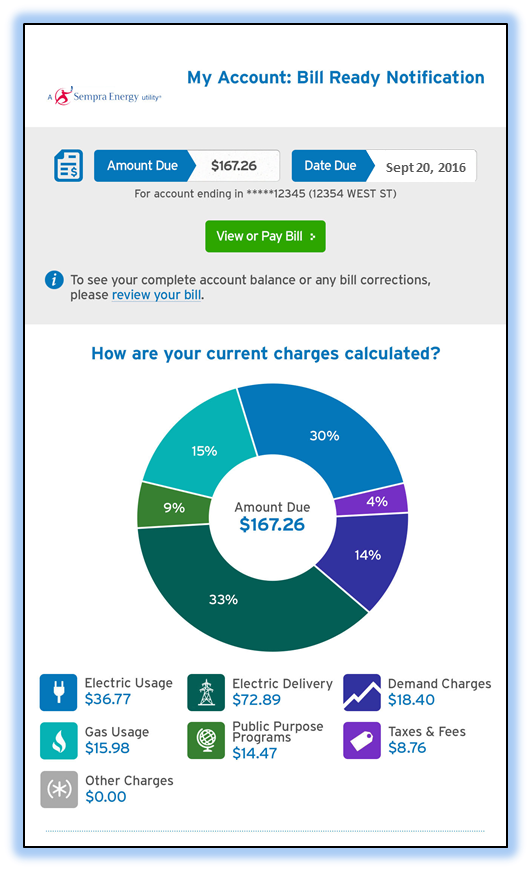 My Account: Bill Ready Notification
A Sempra Energy utility®
Amount Due $167.26 Date Due Sept 20, 2016
For account ending in *****12345 (12354 WEST ST)
View or Pay Bill >
i To see your complete account balance or any bill corrections,
please review your bill.
How are your current charges calculated?
30%
15%
4%
9%
Amount Due
$167.26
14%
33%
Electric Usage
$36.77
Electric Delivery
$72.89
Demand Charges
$18.40
Gas Usage
$15.98
Public Purpose
Programs
$14.47
Taxes & Fees
$8.76
(*) Other Charges
$0.00